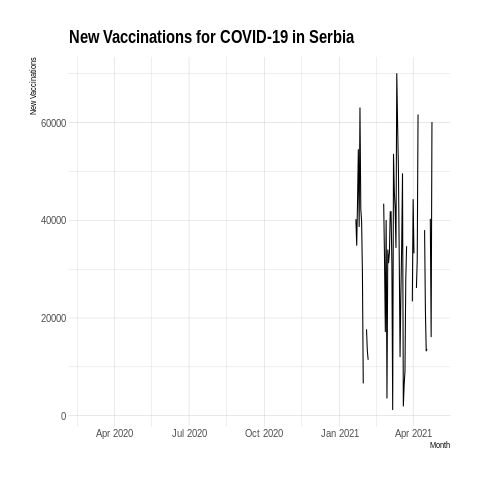 New Vaccinations for COVID-19 in Serbia
New Vaccinations
60000
40000
20000
0
Apr 2020 Jul 2020 Oct 2020 Jan 2021 Apr 2021
Month